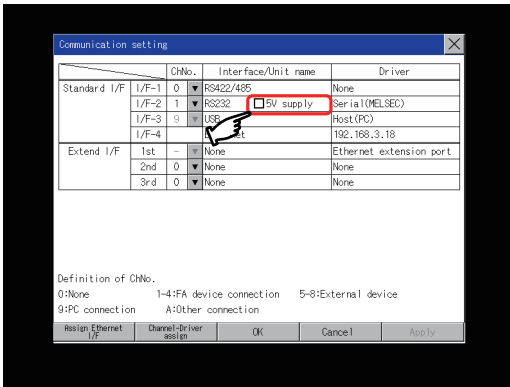 Communication setting
ChNo. Interface/Unit name Driver
Standard I/F I/F-1 0 RS422/485 None
I/F-2 1 RS232 5V supply Serial(MELSEC)
I/F-3 9 USB Host(PC)
I/F-4 192.168.3.18
Extend I/F 1st - None Ethernet extension port
2nd 0 None None
3rd 0 None None
Definition of ChNo.
0:None 1-4:FA device connection 5-8:External device
9:PC connection A:Other connection
Assign Ethernet I/F Channel-Driver assign OK Cancel Apply